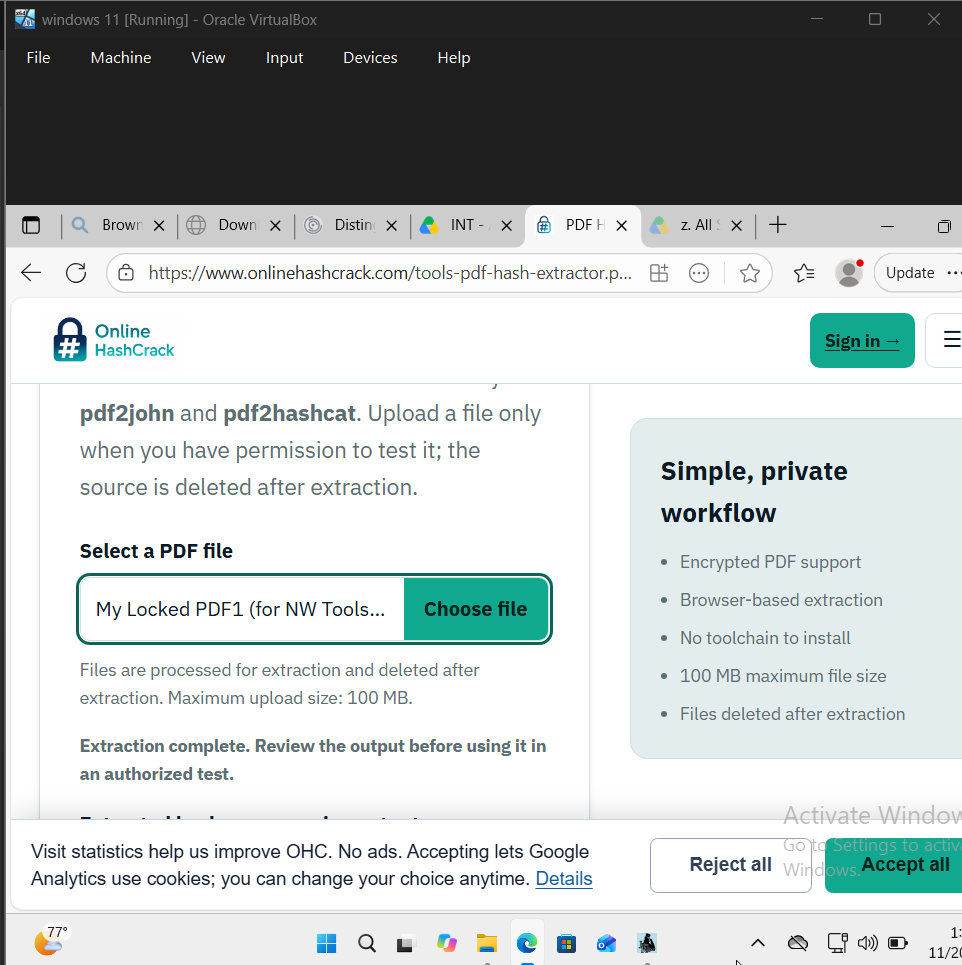 windows 11 [Running] - Oracle VirtualBox
File Machine View Input Devices Help
Brown Down Distin INT - PDF H z. All S
https://www.onlinehashcrack.com/tools-pdf-hash-extractor.p... Update
Online
HashCrack
Sign in →
pdf2john and pdf2hashcat. Upload a file only
when you have permission to test it; the
source is deleted after extraction.
Select a PDF file
My Locked PDF1 (for NW Tools... Choose file
Files are processed for extraction and deleted after
extraction. Maximum upload size: 100 MB.
Extraction complete. Review the output before using it in
an authorized test.
Simple, private
workflow
• Encrypted PDF support
• Browser-based extraction
• No toolchain to install
• 100 MB maximum file size
• Files deleted after extraction
Activate Window
Go to Settings to activa
Windows.
Visit statistics help us improve OHC. No ads. Accepting lets Google
Analytics use cookies; you can change your choice anytime. Details
Reject all
Accept all
77°
1:
11/20